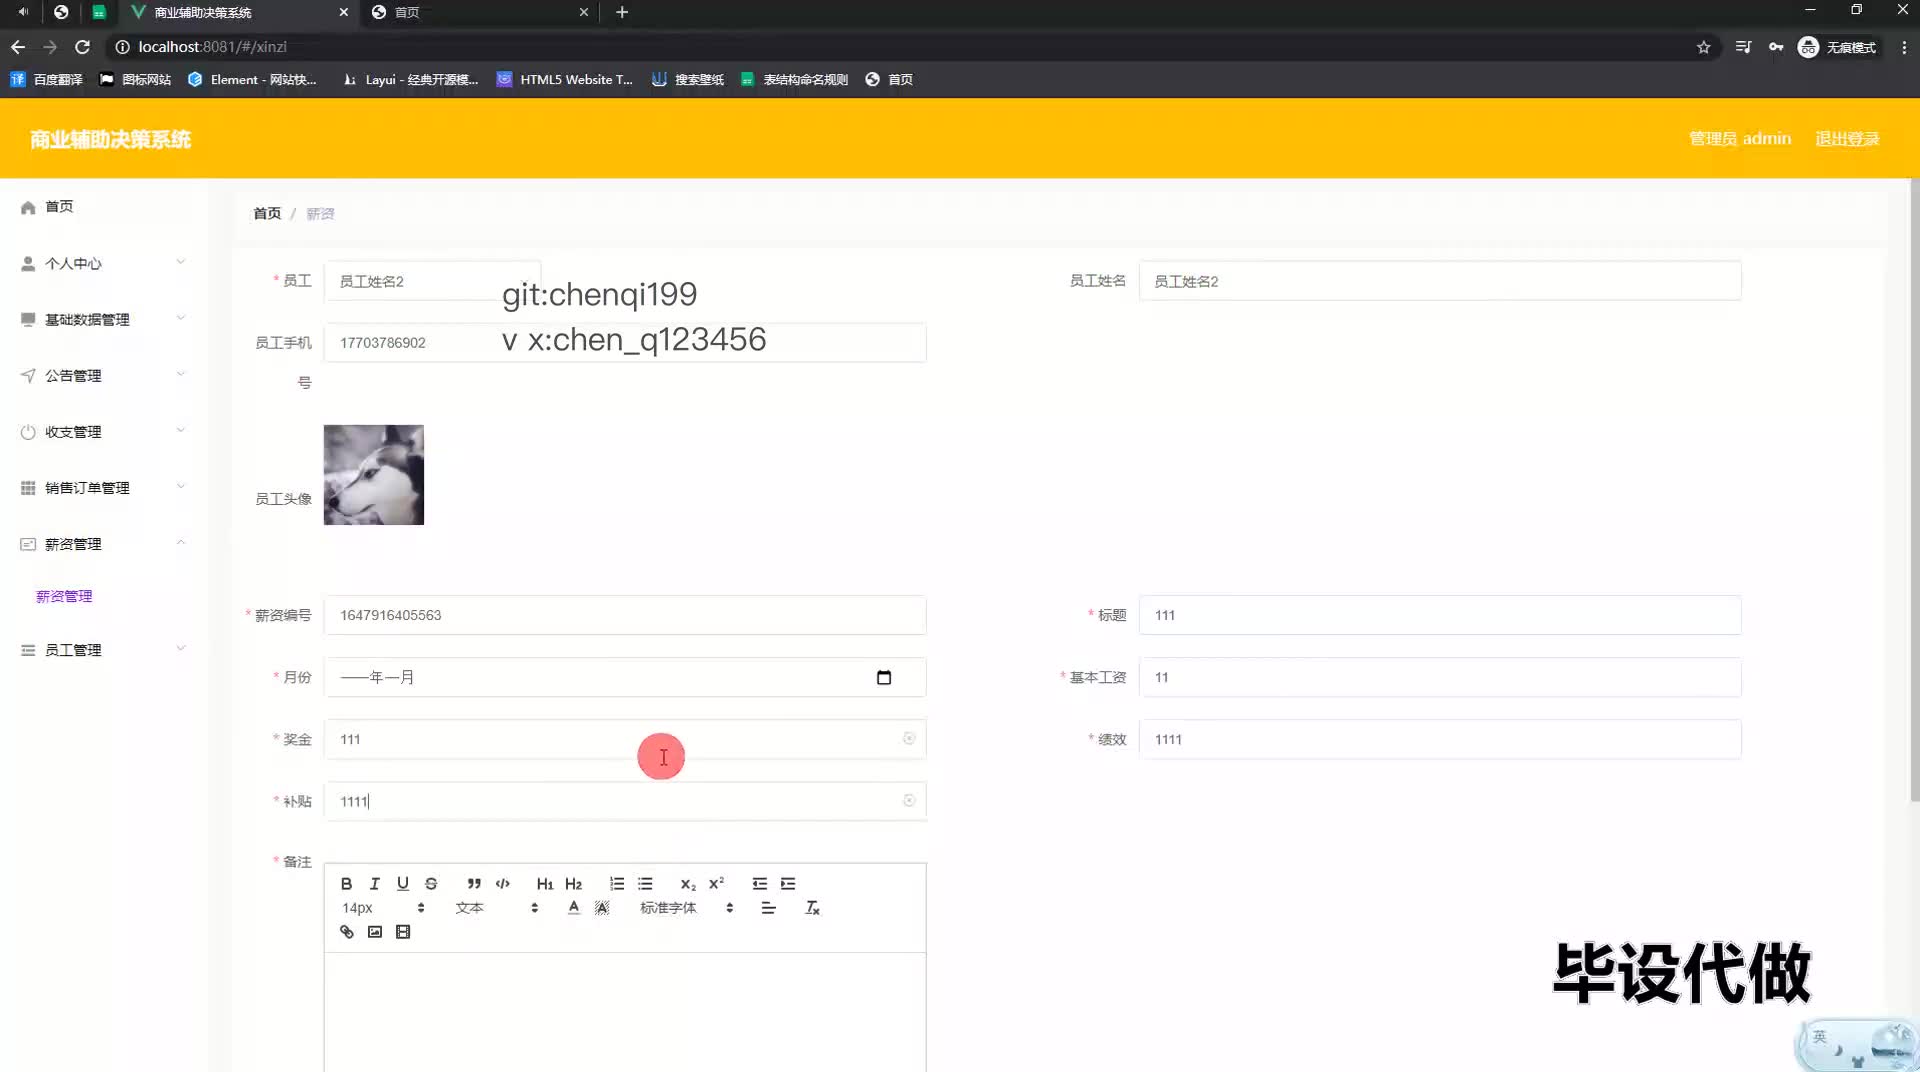 商业辅助决策系统
首页
localhost:8081/#/xinzi
无痕模式
百度翻译
图标网站
Element - 网站快...
Layui - 经典开源模...
HTML5 Website T...
搜索壁纸
表结构命名规则
首页
商业辅助决策系统
管理员 admin
退出登录
首页
个人中心
基础数据管理
公告管理
收支管理
销售订单管理
薪资管理
薪资管理
员工管理
首页 / 薪资
* 员工 员工姓名2
员工姓名 员工姓名2
git:chenqi199
员工手机号 17703786902
v x:chen_q123456
员工头像
* 薪资编号 1647916405563
* 标题 111
* 月份 ----年--月
* 基本工资 11
* 奖金 111
* 绩效 1111
* 补贴 1111
* 备注
B I U S H1 H2 x₂ x²
14px 文本 A A 标准字体 Tx
毕设代做
英